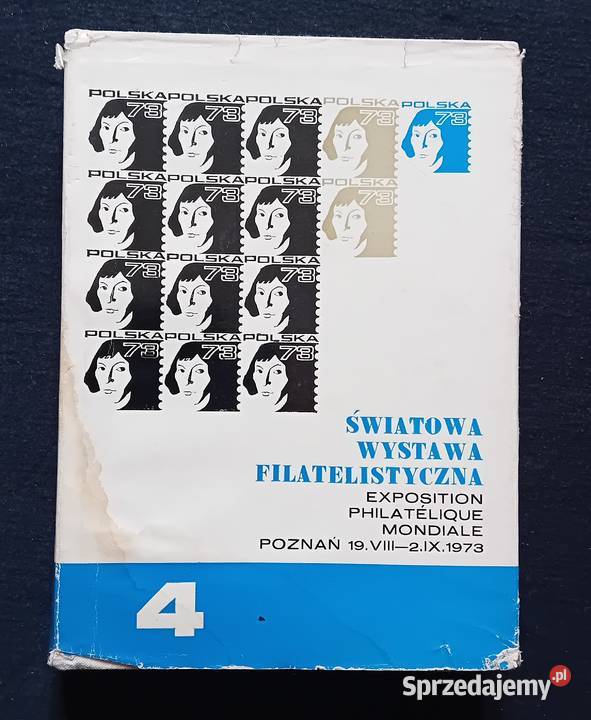 POLSKA POLSKA POLSKA POLSKA POLSKA
73 73 73 73 73
POLSKA POLSKA POLSKA POLSKA
73 73 73 73
POLSKA POLSKA POLSKA
73 73 73
POLSKA POLSKA POLSKA
73 73 73
ŚWIATOWA
WYSTAWA
FILATELISTYCZNA
EXPOSITION
PHILATÉLIQUE
MONDIALE
POZNAŃ 19.VIII—2.IX.1973
4
Sprzedajemy.pl